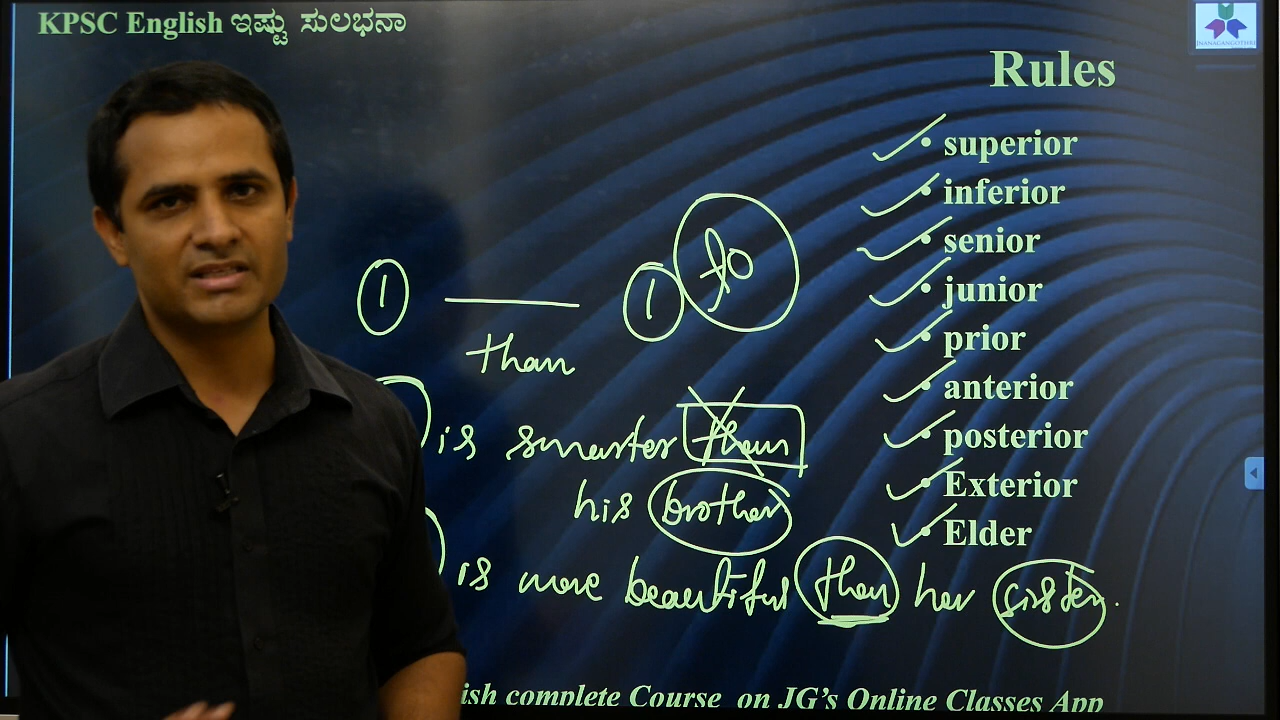 KPSC English ಇಷ್ಟು ಸುಲಭನಾ
JNANAGANGOTHRI
Rules
• superior
• inferior
• senior
• junior
• prior
• anterior
• posterior
• Exterior
• Elder
1 — 1 to
than
is smarter than
his brother
is more beautiful than her sister.
ish complete Course on JG's Online Classes App